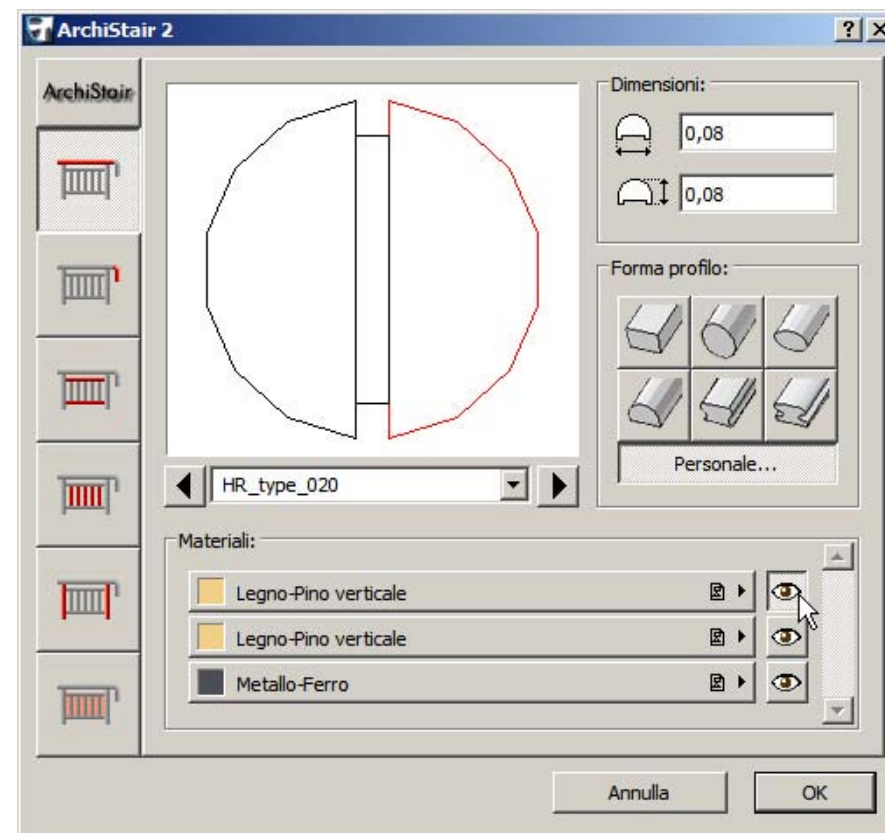 ArchiStair 2
ArchiStair
Dimensioni:
0,08
0,08
Forma profilo:
Personale...
HR_type_020
Materiali:
Legno-Pino verticale
Legno-Pino verticale
Metallo-Ferro
Annulla
OK